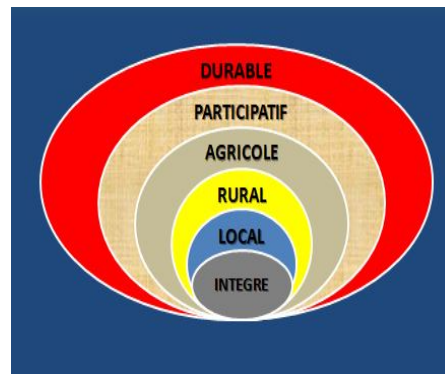 DURABLE
PARTICIPATIF
AGRICOLE
RURAL
LOCAL
INTEGRE